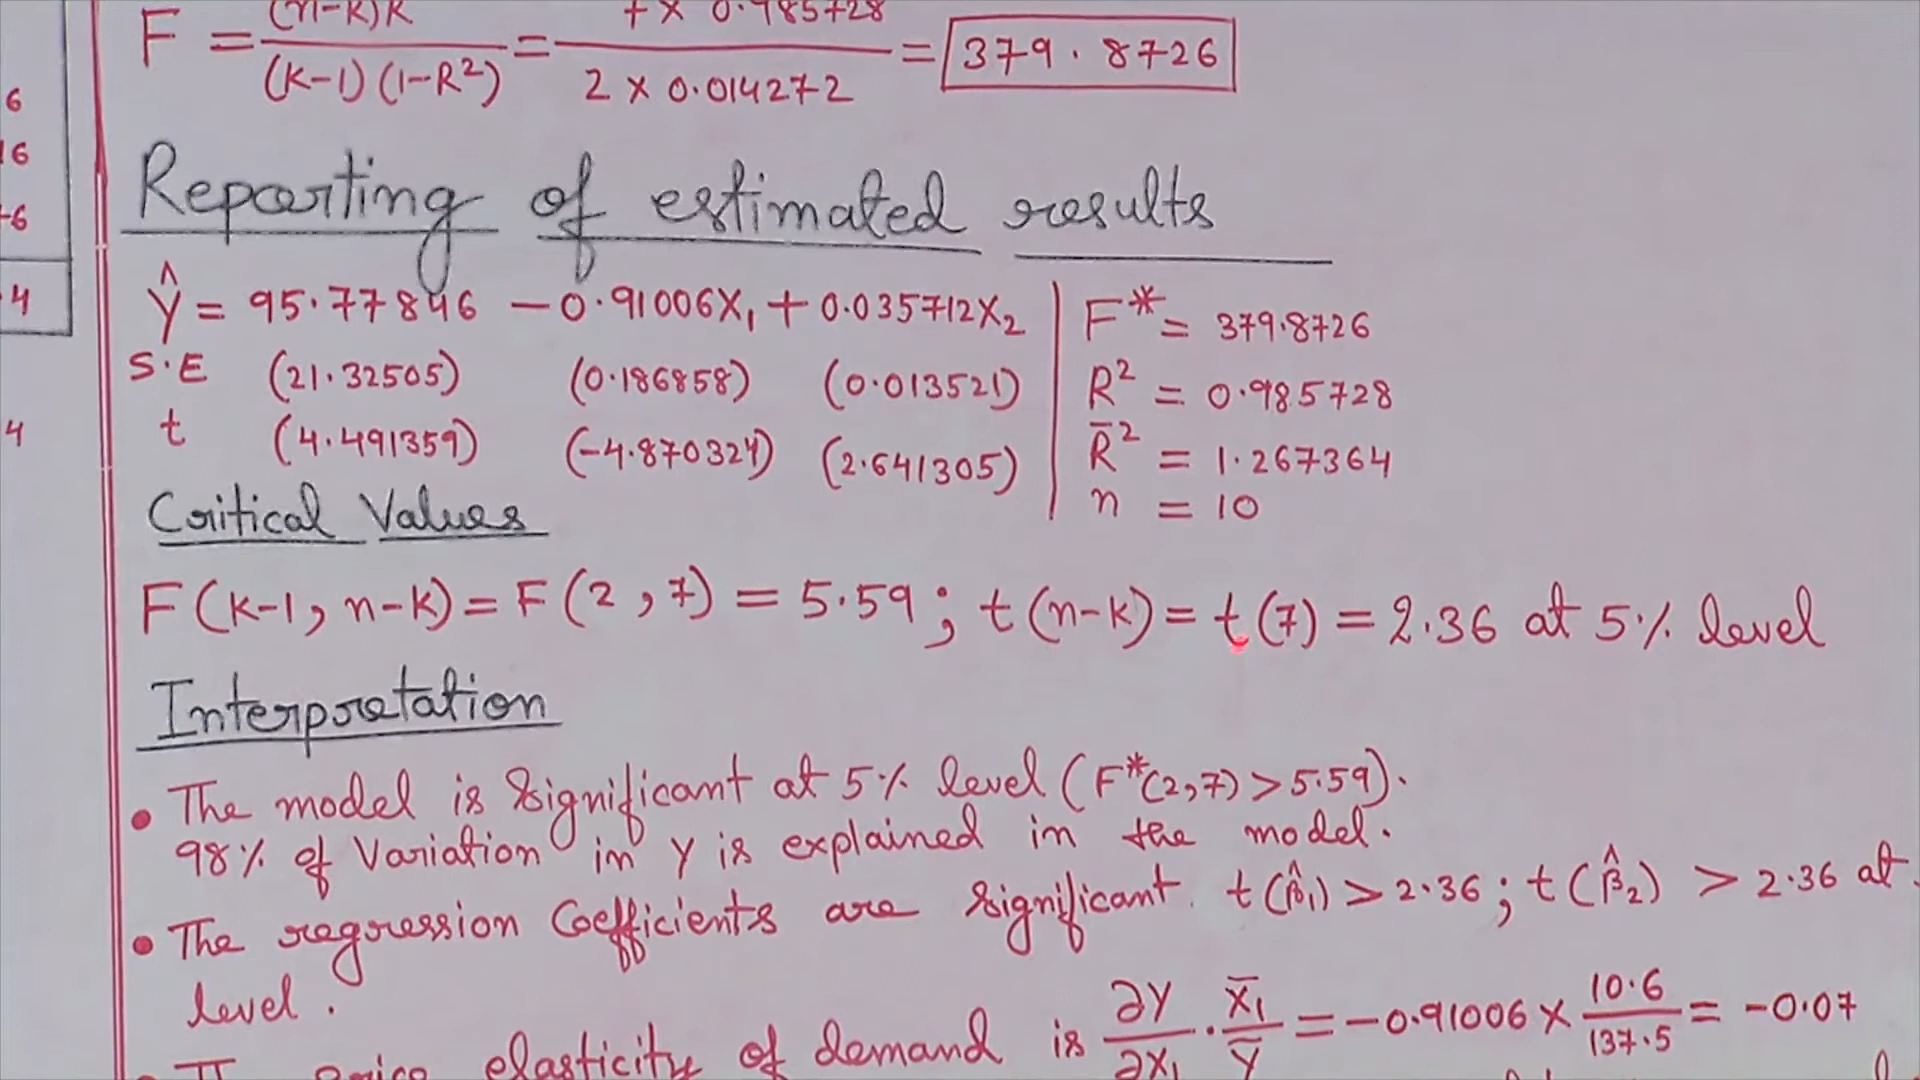 F = (n-K)R / (K-1)(1-R²) = 7 × 0.985728 / 2 × 0.014272 = 379.8726
6
16
6
4
4
Reporting of estimated results
Ŷ = 95.77846 - 0.91006X₁ + 0.035712X₂
S.E (21.32505) (0.186858) (0.013521)
t (4.491359) (-4.870324) (2.641305)
F* = 379.8726
R² = 0.985728
R̄² = 1.267364
n = 10
Critical Values
F(K-1, n-K) = F(2,7) = 5.59; t(n-K) = t(7) = 2.36 at 5% level
Interpretation
• The model is significant at 5% level (F*(2,7) > 5.59).
98% of Variation in Y is explained in the model.
• The regression Coefficients are significant. t(β̂₁) > 2.36; t(β̂₂) > 2.36 at
level.
elasticity of demand is ∂Y/∂X₁ · X̄₁/Ȳ = -0.91006 × 10.6/137.5 = -0.07